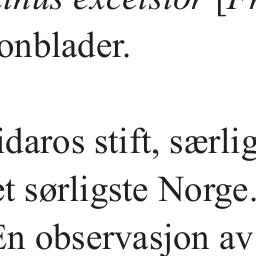 excelsior
onblader.
idaros stift, særlig
et sørligste Norge.
En observasjon av